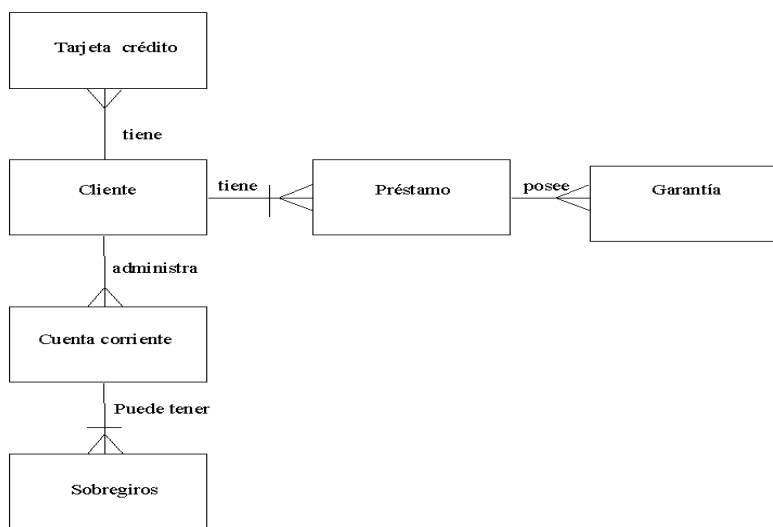 Tarjeta crédito
tiene
Cliente
tiene
Préstamo
posee
Garantía
administra
Cuenta corriente
Puede tener
Sobregiros